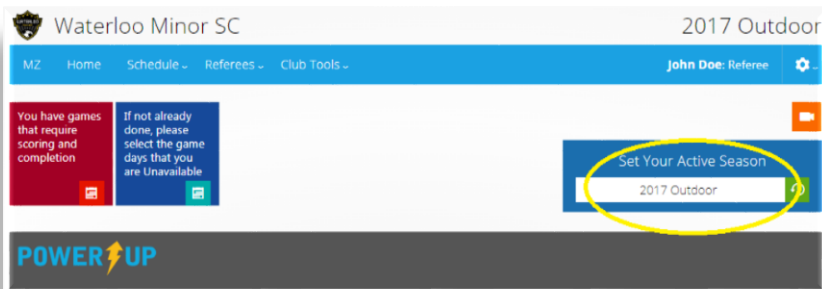 Waterloo Minor SC
2017 Outdoor
MZ Home Schedule Referees Club Tools
John Doe: Referee
You have games
that require
scoring and
completion
If not already
done, please
select the game
days that you
are Unavailable
Set Your Active Season
2017 Outdoor
POWER UP